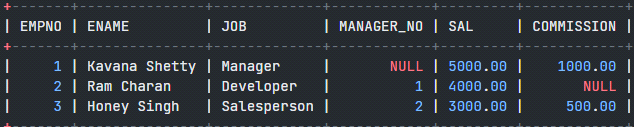 +-------+---------------+-------------+------------+---------+------------+
| EMPNO | ENAME         | JOB         | MANAGER_NO | SAL     | COMMISSION |
+-------+---------------+-------------+------------+---------+------------+
|     1 | Kavana Shetty | Manager     |       NULL | 5000.00 |    1000.00 |
|     2 | Ram Charan    | Developer   |          1 | 4000.00 |       NULL |
|     3 | Honey Singh   | Salesperson |          2 | 3000.00 |     500.00 |
+-------+---------------+-------------+------------+---------+------------+